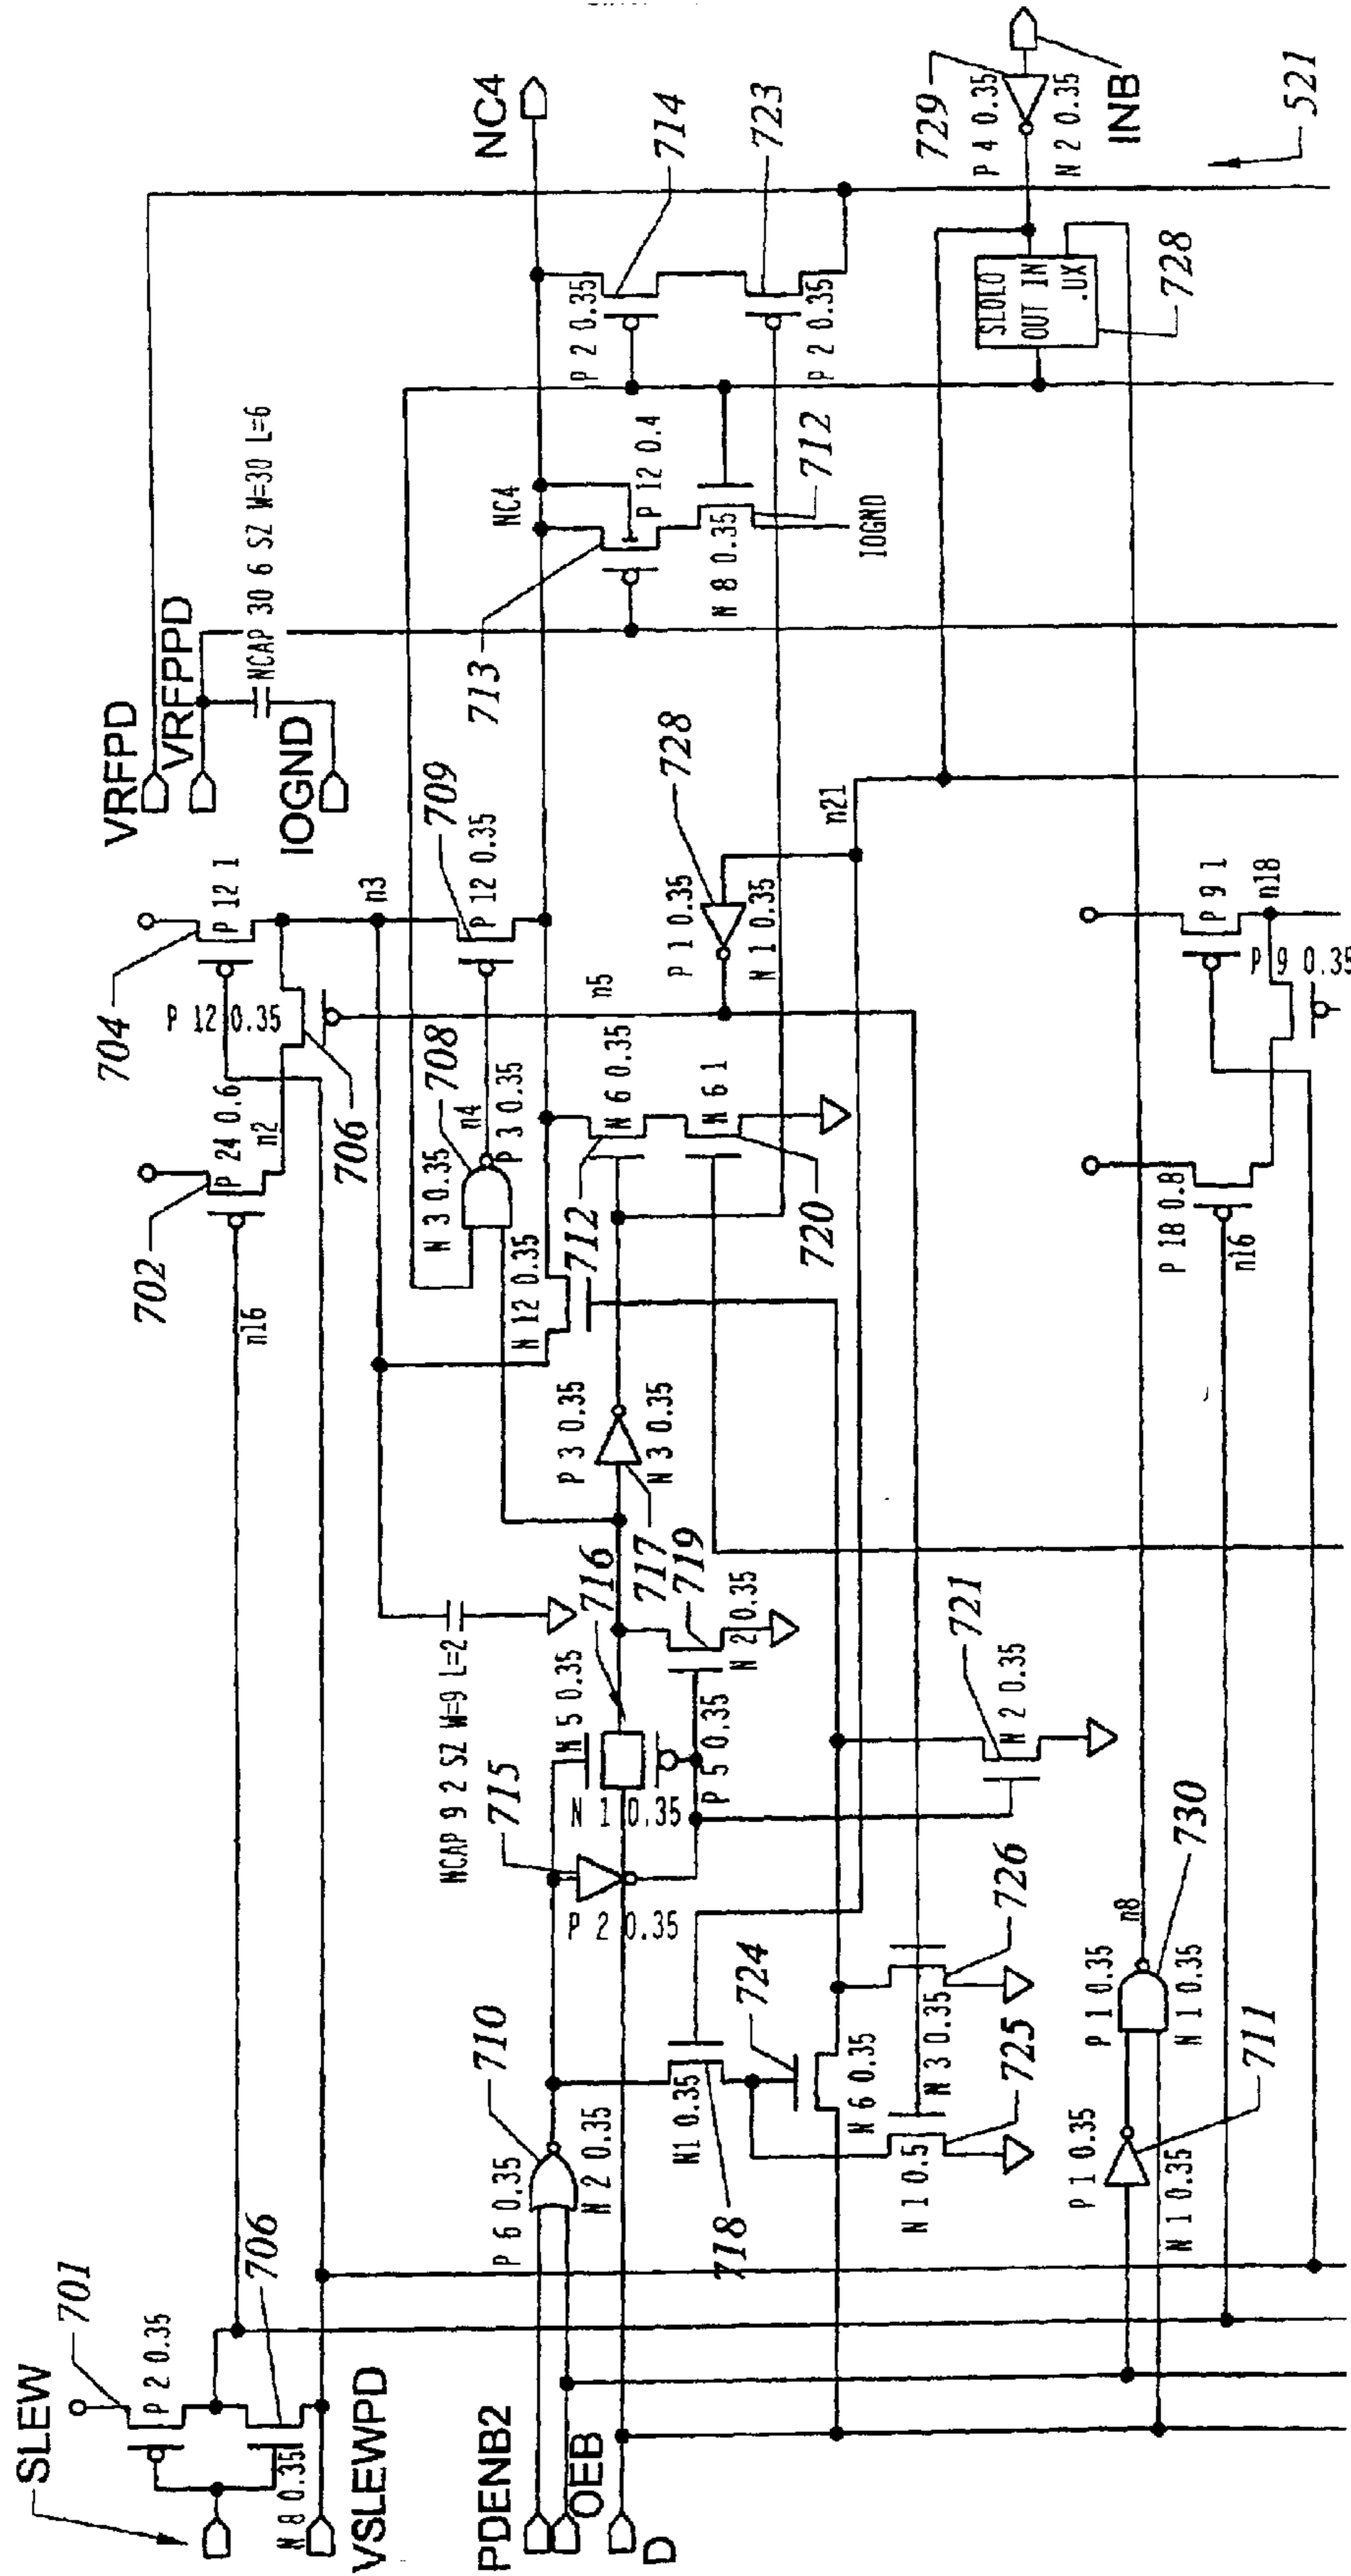 SLEW
701
P 2 0.35
706
N 8 0.35
VSLEWPD
PDENB2
OEB
D
702
P 24 0.6
n2
n16
704
P 12 1
P 12 0.35
706
n3
VRFPD
VRFPPD
IOGND
NCAP 30 6 SZ W=30 L=6
NC4
710
P 6 0.35
N 2 0.35
715
N 1 0.35
P 2 0.35
NCAP 9 2 SZ W=9 L=2
N 5 0.35
716
P 5 0.35
717
P 3 0.35
N 3 0.35
719
N 2 0.35
N 12 0.35
712
N 3 0.35
708
n4
P 3 0.35
709
P 12 0.35
N 6 0.35
N 6 1
720
n5
728
P 1 0.35
N 1 0.35
n21
713
NC4
P 12 0.4
N 8 0.35
712
IOGND
P 2 0.35
714
P 2 0.35
723
718
N1 0.35
724
N 6 0.35
N 1 0.5
725
N 3 0.35
726
721
N 2 0.35
P 1 0.35
N 1 0.35
711
P 1 0.35
N 1 0.35
730
n8
P 18 0.8
n16
P 9 1
P 9 0.35
n18
SLOLO
OUT IN
.UX
728
729
P 4 0.35
N 2 0.35
INB
521